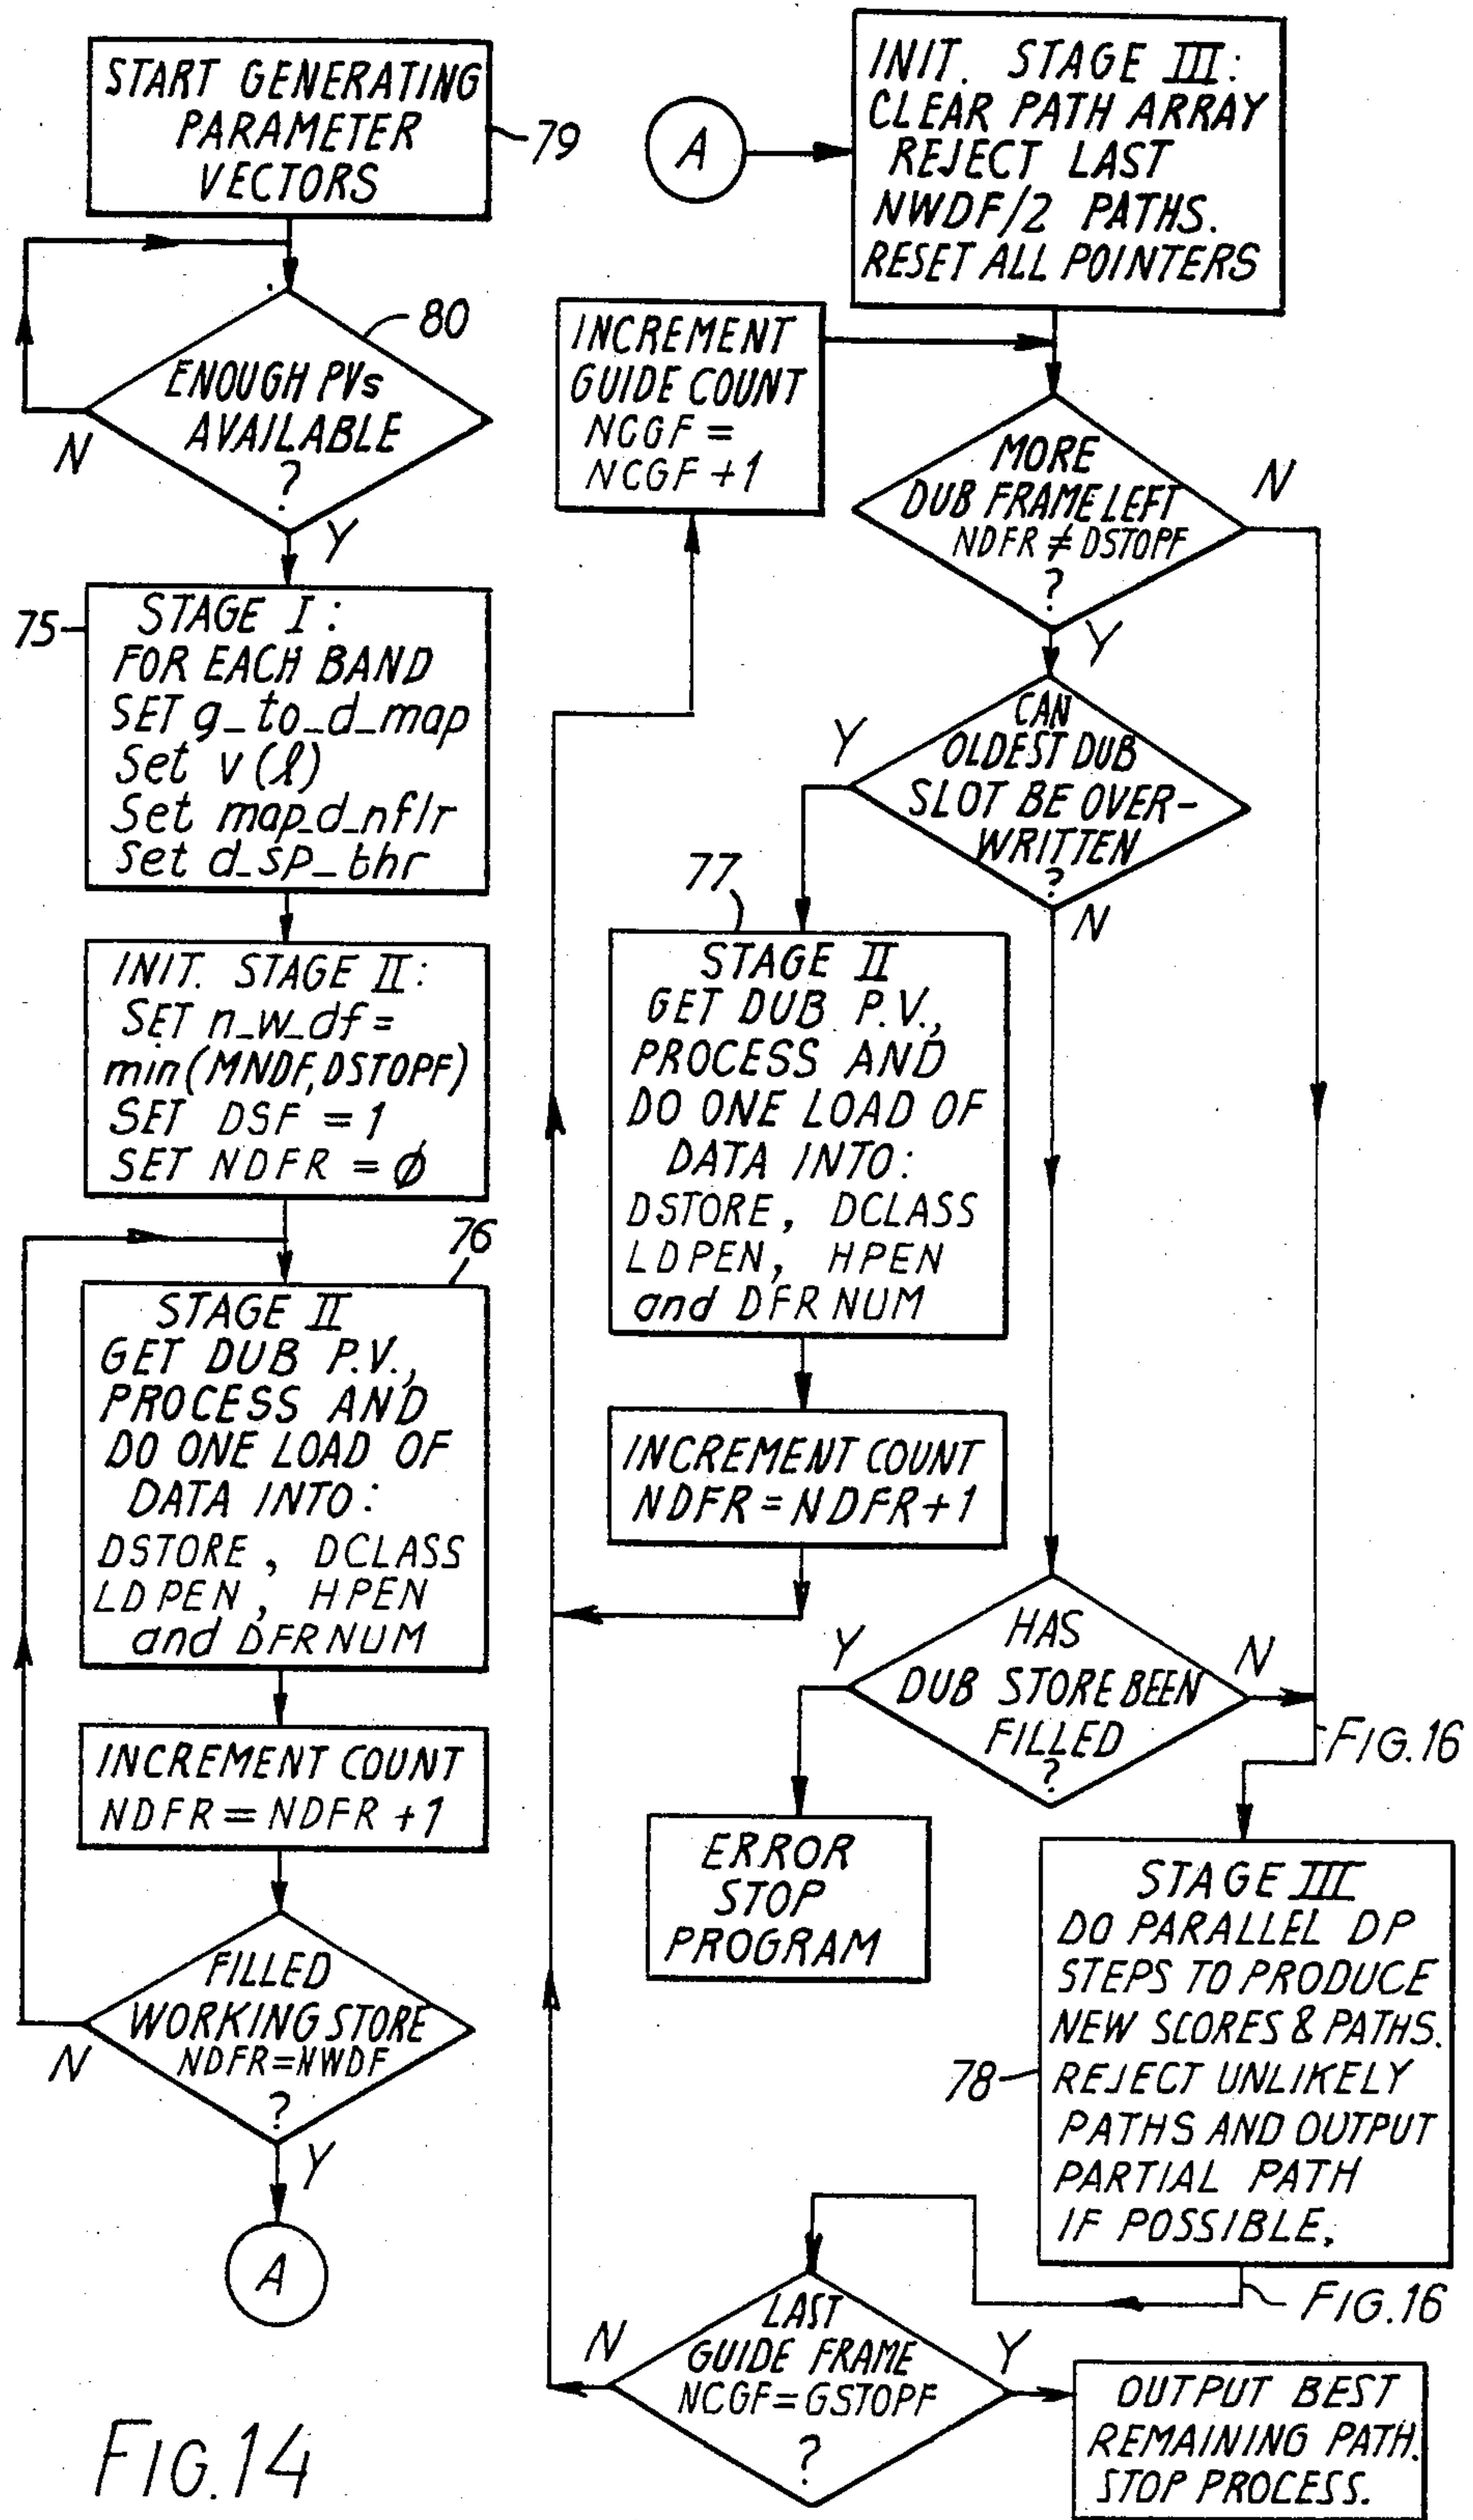 START GENERATING
PARAMETER
VECTORS
79
80
ENOUGH PVs
AVAILABLE
?
N
Y
75
STAGE I :
FOR EACH BAND
SET g_to_d_map
Set v(ℓ)
Set map_d_nflr
Set d_sp_thr
INIT. STAGE II:
SET n_w_df =
min(MNDF,DSTOPF)
SET DSF = 1
SET NDFR = ϕ
76
STAGE II
GET DUB P.V.,
PROCESS AND
DO ONE LOAD OF
DATA INTO:
DSTORE, DCLASS
LDPEN, HPEN
and DFRNUM
INCREMENT COUNT
NDFR = NDFR +1
FILLED
WORKING STORE
NDFR=NWDF
?
N
Y
A
A
INIT. STAGE III:
CLEAR PATH ARRAY
REJECT LAST
NWDF/2 PATHS.
RESET ALL POINTERS
INCREMENT
GUIDE COUNT
NCGF =
NCGF +1
MORE
DUB FRAME LEFT
NDFR ≠ DSTOPF
?
N
Y
CAN
OLDEST DUB
SLOT BE OVER-
WRITTEN
?
Y
N
77
STAGE II
GET DUB P.V.,
PROCESS AND
DO ONE LOAD OF
DATA INTO:
DSTORE, DCLASS
LDPEN, HPEN
and DFRNUM
INCREMENT COUNT
NDFR = NDFR+1
HAS
DUB STORE BEEN
FILLED
?
Y
N
FIG.16
ERROR
STOP
PROGRAM
STAGE III
DO PARALLEL DP
STEPS TO PRODUCE
NEW SCORES & PATHS.
REJECT UNLIKELY
PATHS AND OUTPUT
PARTIAL PATH
IF POSSIBLE.
78
FIG.16
LAST
GUIDE FRAME
NCGF=GSTOPF
?
N
Y
OUTPUT BEST
REMAINING PATH.
STOP PROCESS.
FIG.14